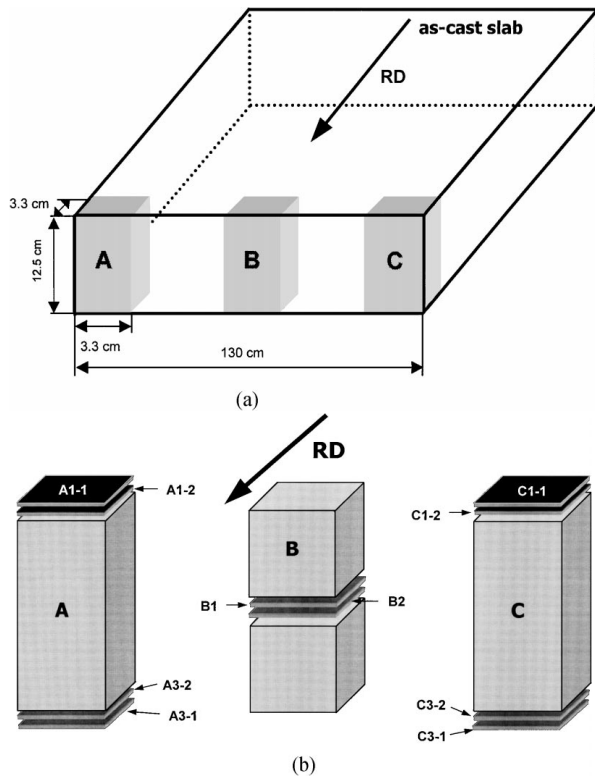 as-cast slab
RD
3.3 cm
12.5 cm
A
B
C
3.3 cm
130 cm
(a)
RD
A1-1
A1-2
C1-1
C1-2
B
A
B1
B2
C
A3-2
A3-1
C3-2
C3-1
(b)